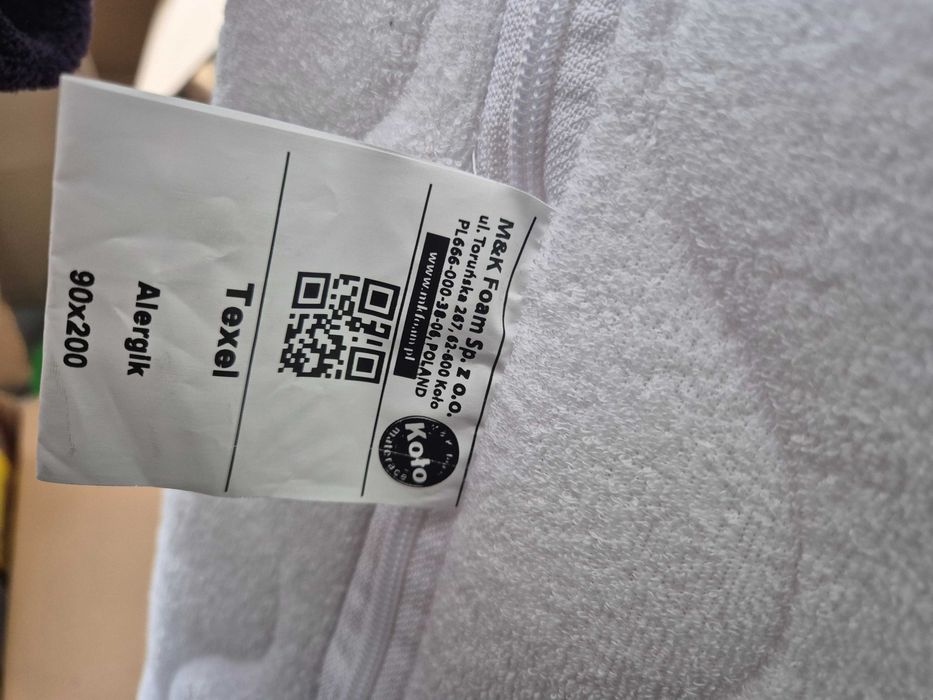 M&K Foam Sp. z o.o.
ul. Toruńska 267, 62-600 Koło
PL666-000-38-06, POLAND
www.mkfoam.pl
Koło
materace
Texel
Alergik
90x200